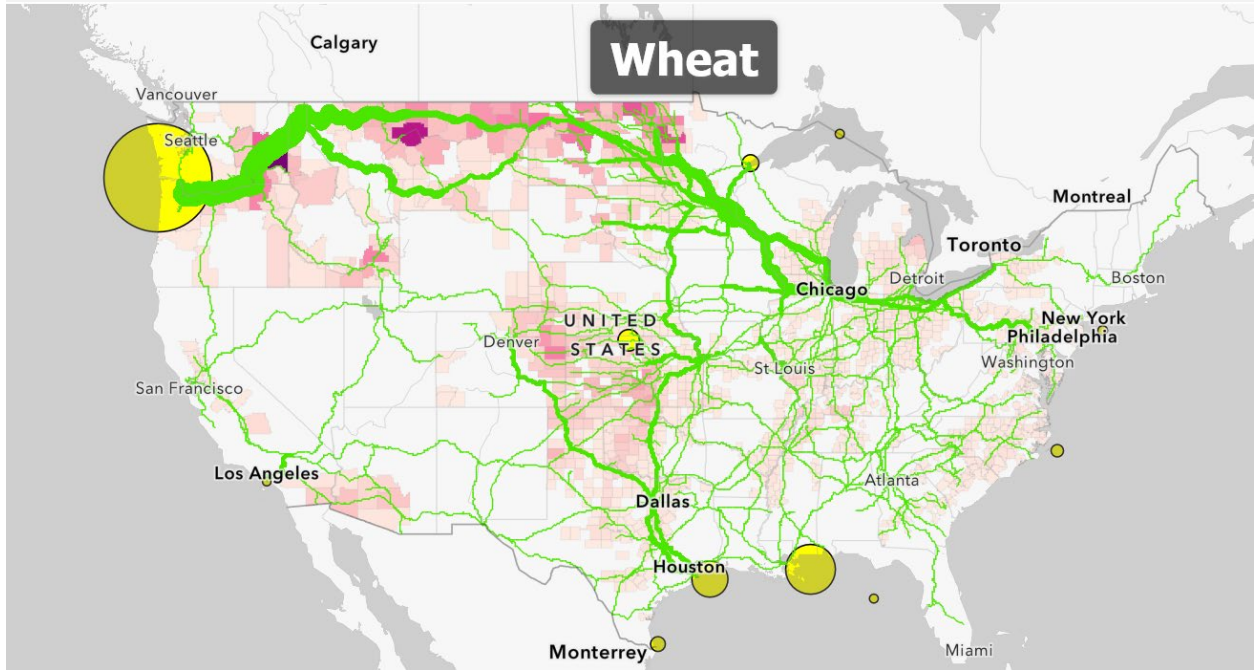 Wheat
Calgary
Vancouver
Seattle
Montreal
Toronto
Detroit
Boston
Chicago
UNITED
STATES
New York
Philadelphia
Denver
St Louis
Washington
San Francisco
Los Angeles
Atlanta
Dallas
Houston
Monterrey
Miami